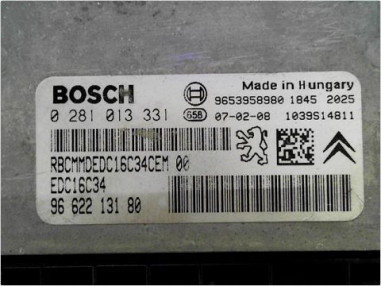 BOSCH
Made in Hungary
9653958980 1845 2025
0 281 013 331 G5B 07-02-08 1039S14811
RBCMMDEDC16C34CEM 00
EDC16C34
96 622 131 80